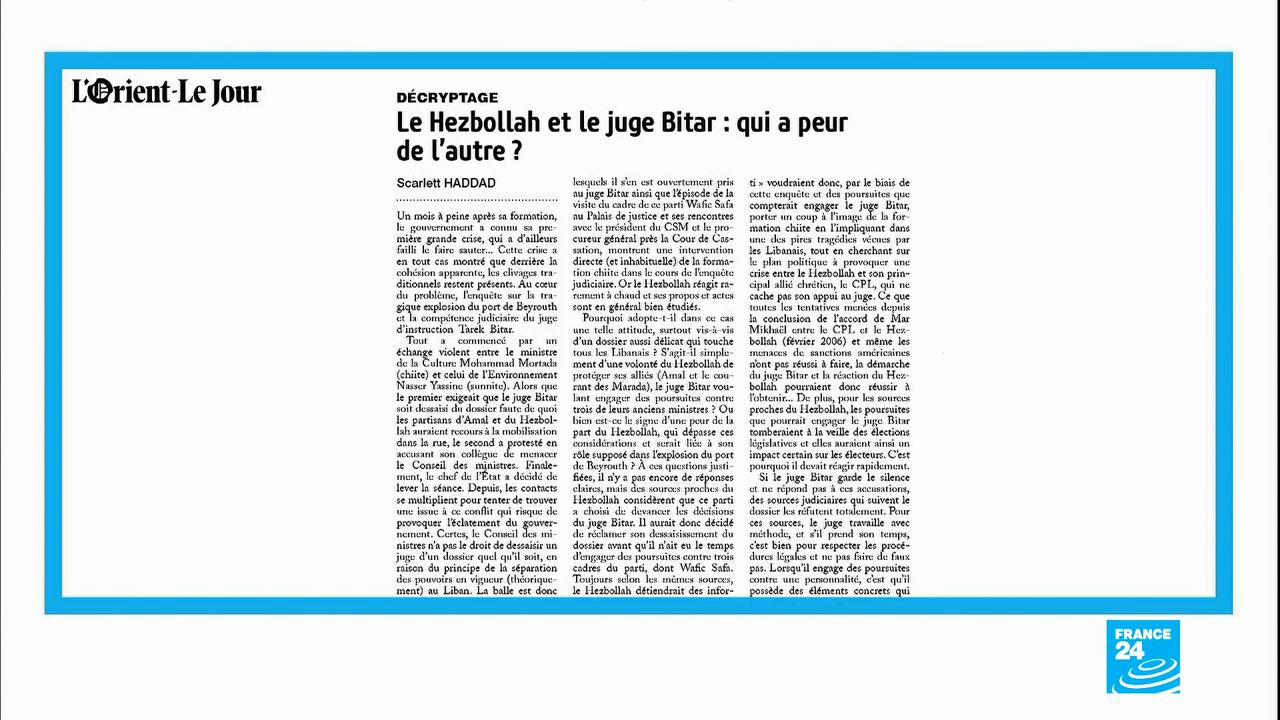 L'Orient-Le Jour
DÉCRYPTAGE
Le Hezbollah et le juge Bitar : qui a peur
de l'autre ?
Scarlett HADDAD
Un mois à peine après sa formation,
le gouvernement a connu sa pre-
mière grande crise, qui a d'ailleurs
failli le faire sauter... Cette crise a
en tout cas montré que derrière la
cohésion apparente, les clivages tra-
ditionnels restent présents. Au cœur
du problème, l'enquête sur la tra-
gique explosion du port de Beyrouth
et la compétence judiciaire du juge
d'instruction Tarek Bitar.
Tout a commencé par un
échange violent entre le ministre
de la Culture Mohammad Mortada
(chiite) et celui de l'Environnement
Nasser Yassine (sunnite). Alors que
le premier exigeait que le juge Bitar
soit dessaisi du dossier faute de quoi
les partisans d'Amal et du Hezbol-
lah auraient recours à la mobilisation
dans la rue, le second a protesté en
accusant son collègue de menacer
le Conseil des ministres. Finale-
ment, le chef de l'État a décidé de
lever la séance. Depuis, les contacts
se multiplient pour tenter de trouver
une issue à ce conflit qui risque de
provoquer l'éclatement du gouver-
nement. Certes, le Conseil des mi-
nistres n'a pas le droit de dessaisir un
juge d'un dossier quel qu'il soit, en
raison du principe de la séparation
des pouvoirs en vigueur (théorique-
ment) au Liban. La balle est donc
lesquels il s'en est ouvertement pris
au juge Bitar ainsi que l'épisode de la
visite du cadre de ce parti Wafic Safa
au Palais de justice et ses rencontres
avec le président du CSM et le pro-
cureur général près la Cour de Cas-
sation, montrent une intervention
directe (et inhabituelle) de la forma-
tion chiite dans le cours de l'enquête
judiciaire. Or le Hezbollah réagit ra-
rement à chaud et ses propos et actes
sont en général bien étudiés.
Pourquoi adopte-t-il dans ce cas
une telle attitude, surtout vis-à-vis
d'un dossier aussi délicat qui touche
tous les Libanais ? S'agit-il simple-
ment d'une volonté du Hezbollah de
protéger ses alliés (Amal et le cou-
rant des Marada), le juge Bitar vou-
lant engager des poursuites contre
trois de leurs anciens ministres ? Ou
bien est-ce le signe d'une peur de la
part du Hezbollah, qui dépasse ces
considérations et serait liée à son
rôle supposé dans l'explosion du port
de Beyrouth ? À ces questions justi-
fiées, il n'y a pas encore de réponses
claires, mais des sources proches du
Hezbollah considèrent que ce parti
a choisi de devancer les décisions
du juge Bitar. Il aurait donc décidé
de réclamer son dessaisissement du
dossier avant qu'il n'ait eu le temps
d'engager des poursuites contre trois
cadres du parti, dont Wafic Safa.
Toujours selon les mêmes sources,
le Hezbollah détiendrait des infor-
ti » voudraient donc, par le biais de
cette enquête et des poursuites que
compterait engager le juge Bitar,
porter un coup à l'image de la for-
mation chiite en l'impliquant dans
une des pires tragédies vécues par
les Libanais, tout en cherchant sur
le plan politique à provoquer une
crise entre le Hezbollah et son prin-
cipal allié chrétien, le CPL, qui ne
cache pas son appui au juge. Ce que
toutes les tentatives menées depuis
la conclusion de l'accord de Mar
Mikhaël entre le CPL et le Hez-
bollah (février 2006) et même les
menaces de sanctions américaines
n'ont pas réussi à faire, la démarche
du juge Bitar et la réaction du Hez-
bollah pourraient donc réussir à
l'obtenir... De plus, pour les sources
proches du Hezbollah, les poursuites
que pourrait engager le juge Bitar
tomberaient à la veille des élections
législatives et elles auraient ainsi un
impact certain sur les électeurs. C'est
pourquoi il devait réagir rapidement.
Si le juge Bitar garde le silence
et ne répond pas à ces accusations,
des sources judiciaires qui suivent le
dossier les réfutent totalement. Pour
ces sources, le juge travaille avec
méthode, et s'il prend son temps,
c'est bien pour respecter les procé-
dures légales et ne pas faire de faux
pas. Lorsqu'il engage des poursuites
contre une personnalité, c'est qu'il
possède des éléments concrets qui
FRANCE
24